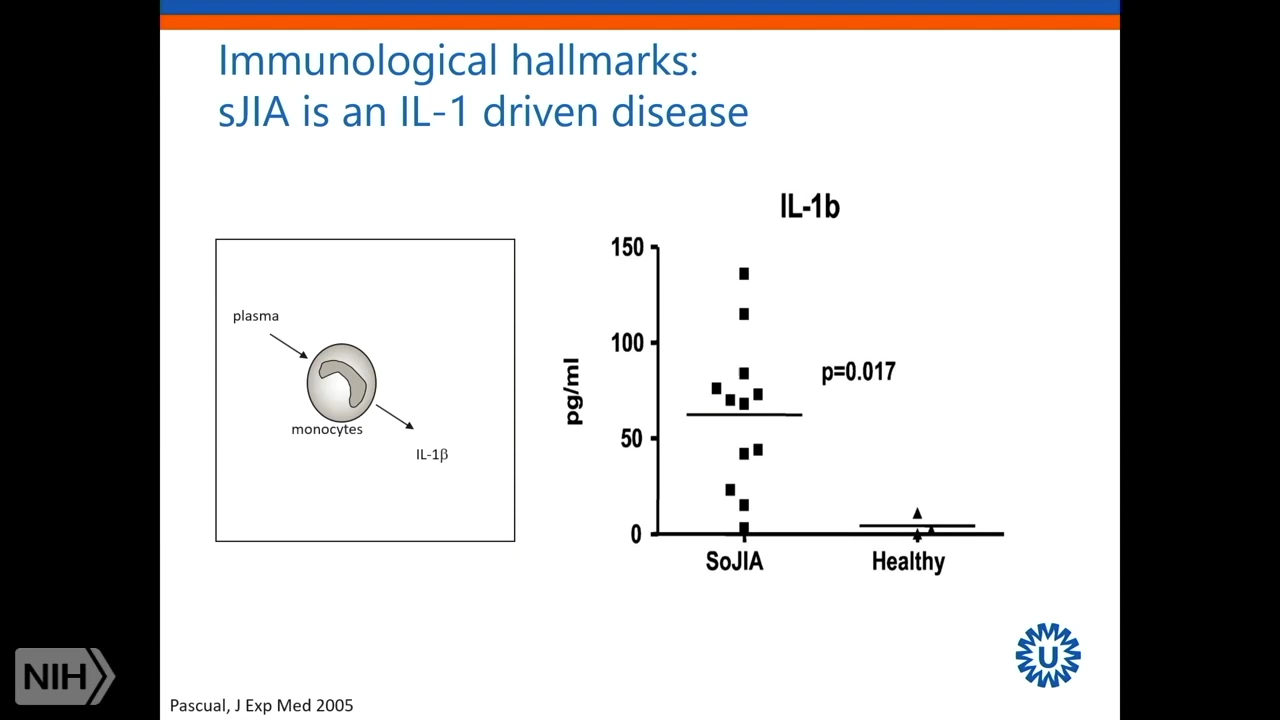 Immunological hallmarks:
sJIA is an IL-1 driven disease
plasma
monocytes
IL-1β
IL-1b
150
100
50
0
pg/ml
p=0.017
SoJIA
Healthy
U
NIH
Pascual, J Exp Med 2005